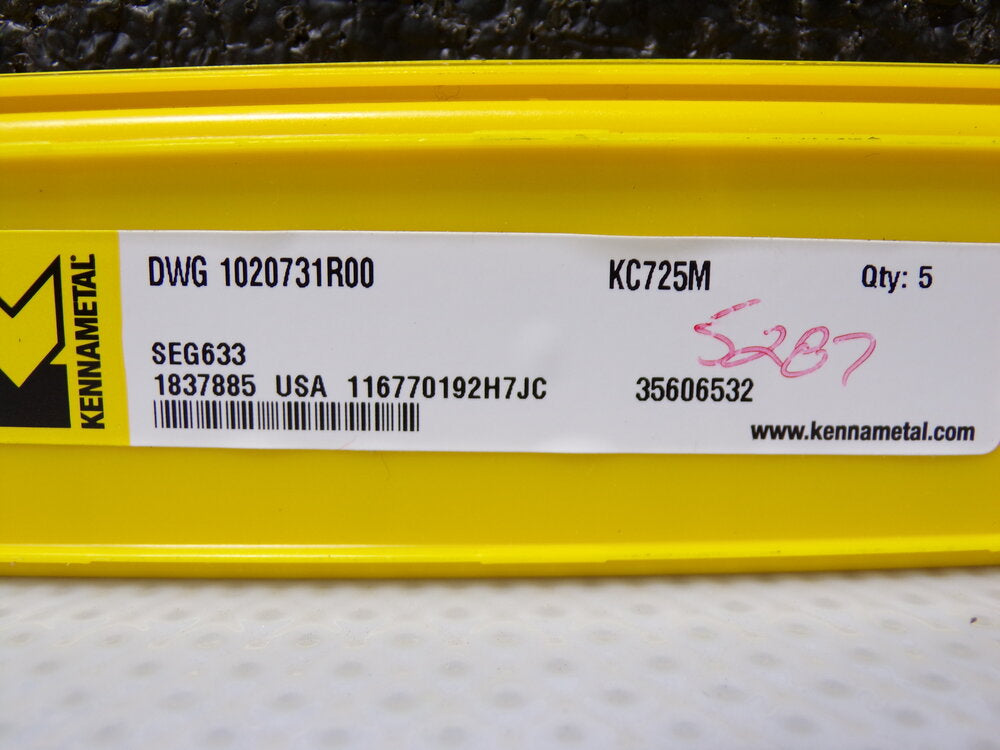 KENNAMETAL®
DWG 1020731R00 KC725M Qty: 5
5287
SEG633
1837885 USA 116770192H7JC 35606532
www.kennametal.com